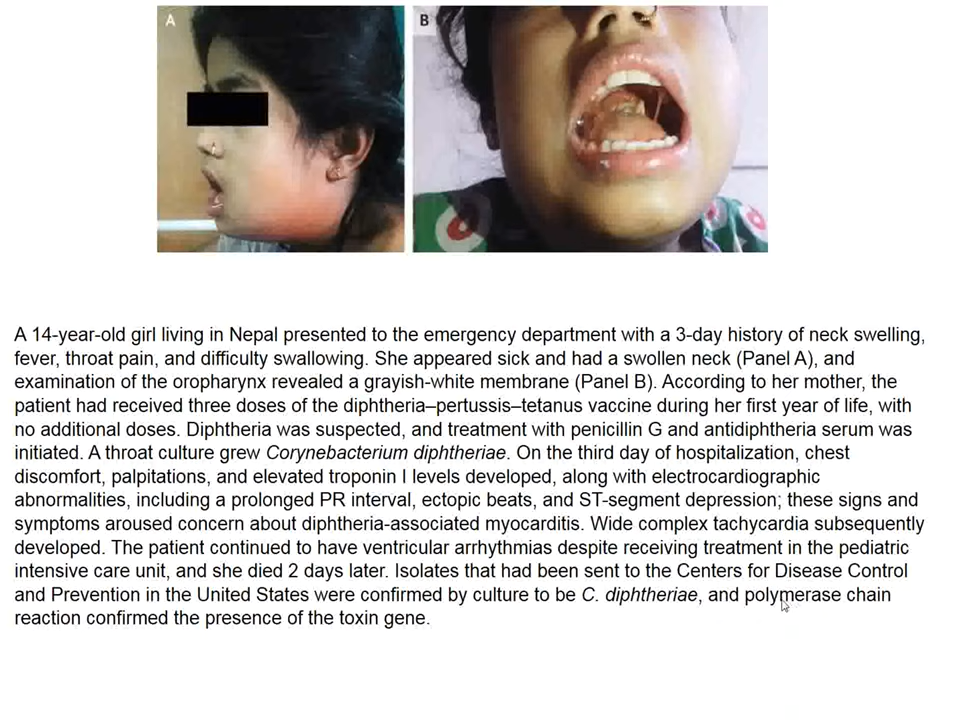 A
B
A 14-year-old girl living in Nepal presented to the emergency department with a 3-day history of neck swelling,
fever, throat pain, and difficulty swallowing. She appeared sick and had a swollen neck (Panel A), and
examination of the oropharynx revealed a grayish-white membrane (Panel B). According to her mother, the
patient had received three doses of the diphtheria–pertussis–tetanus vaccine during her first year of life, with
no additional doses. Diphtheria was suspected, and treatment with penicillin G and antidiphtheria serum was
initiated. A throat culture grew Corynebacterium diphtheriae. On the third day of hospitalization, chest
discomfort, palpitations, and elevated troponin I levels developed, along with electrocardiographic
abnormalities, including a prolonged PR interval, ectopic beats, and ST-segment depression; these signs and
symptoms aroused concern about diphtheria-associated myocarditis. Wide complex tachycardia subsequently
developed. The patient continued to have ventricular arrhythmias despite receiving treatment in the pediatric
intensive care unit, and she died 2 days later. Isolates that had been sent to the Centers for Disease Control
and Prevention in the United States were confirmed by culture to be C. diphtheriae, and polymerase chain
reaction confirmed the presence of the toxin gene.